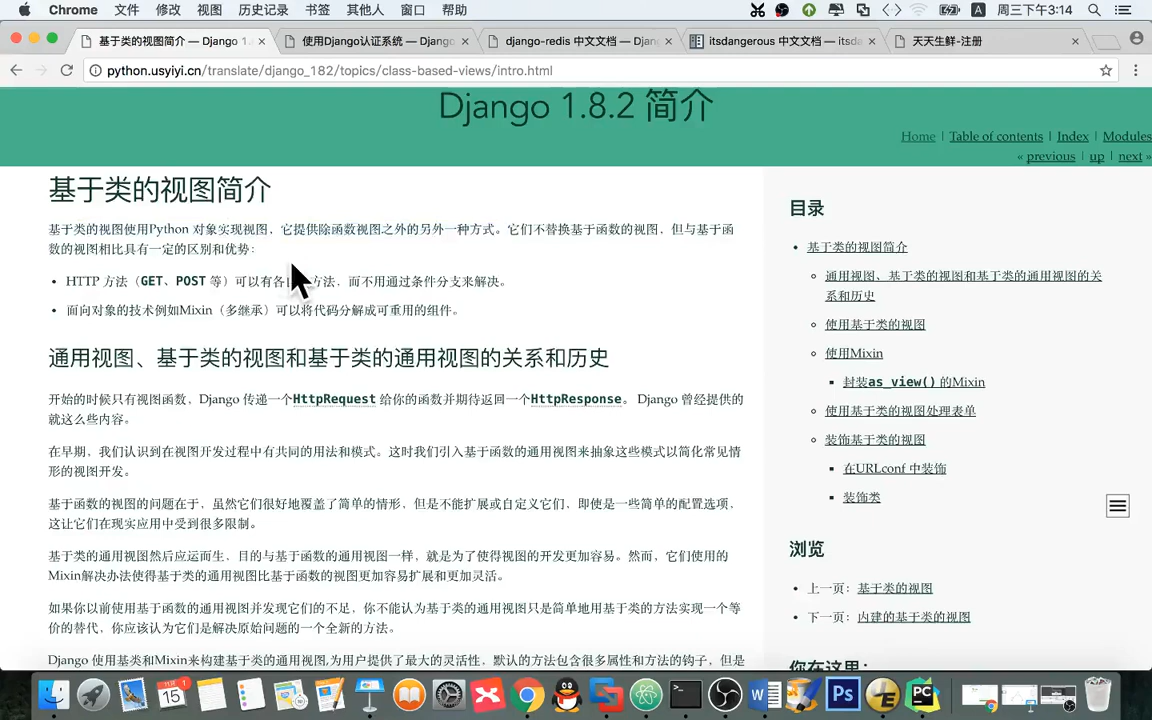 Chrome 文件 修改 视图 历史记录 书签 其他人 窗口 帮助 周三下午3:14
基于类的视图简介 — Django 1. 使用Django认证系统 — Django django-redis 中文文档 — Djang itsdangerous 中文文档 — itsda 天天生鲜-注册
python.usyiyi.cn/translate/django_182/topics/class-based-views/intro.html
Django 1.8.2 简介
Home | Table of contents | Index | Modules
« previous | up | next »
基于类的视图简介
基于类的视图使用Python 对象实现视图，它提供除函数视图之外的另外一种方式。它们不替换基于函数的视图，但与基于函
数的视图相比具有一定的区别和优势：
• HTTP 方法（GET、POST 等）可以有各 方法，而不用通过条件分支来解决。
• 面向对象的技术例如Mixin（多继承）可以将代码分解成可重用的组件。
通用视图、基于类的视图和基于类的通用视图的关系和历史
开始的时候只有视图函数，Django 传递一个HttpRequest 给你的函数并期待返回一个HttpResponse。 Django 曾经提供的
就这么些内容。
在早期，我们认识到在视图开发过程中有共同的用法和模式。这时我们引入基于函数的通用视图来抽象这些模式以简化常见情
形的视图开发。
基于函数的视图的问题在于，虽然它们很好地覆盖了简单的情形，但是不能扩展或自定义它们，即使是一些简单的配置选项，
这让它们在现实应用中受到很多限制。
基于类的通用视图然后应运而生，目的与基于函数的通用视图一样，就是为了使得视图的开发更加容易。然而，它们使用的
Mixin解决办法使得基于类的通用视图比基于函数的视图更加容易扩展和更加灵活。
如果你以前使用基于函数的通用视图并发现它们的不足，你不能认为基于类的通用视图只是简单地用基于类的方法实现一个等
价的替代，你应该认为它们是解决原始问题的一个全新的方法。
Django 使用基类和Mixin来构建基于类的通用视图,为用户提供了最大的灵活性，默认的方法包含很多属性和方法的钩子，但是
目录
• 基于类的视图简介
通用视图、基于类的视图和基于类的通用视图的关
系和历史
使用基于类的视图
使用Mixin
封装as_view() 的Mixin
使用基于类的视图处理表单
装饰基于类的视图
在URLconf 中装饰
装饰类
浏览
• 上一页：基于类的视图
• 下一页：内建的基于类的视图
你在这里：
15
W Ps PC